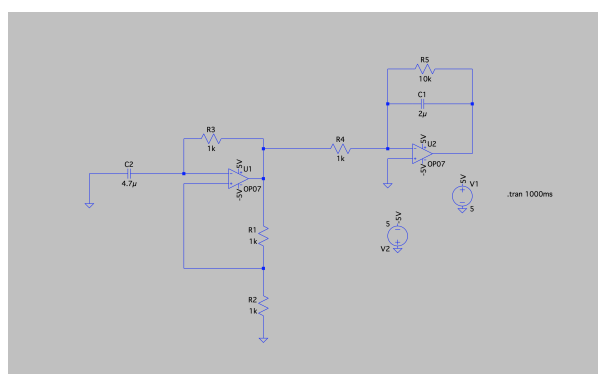 R5
10k
C1
2µ
R3
1k
R4
1k
-5V
U2
OP07
-5V
C2
4.7µ
-5V
U1
OP07
-5V
-5V
V1
5
.tran 1000ms
R1
1k
5
-5V
V2
R2
1k